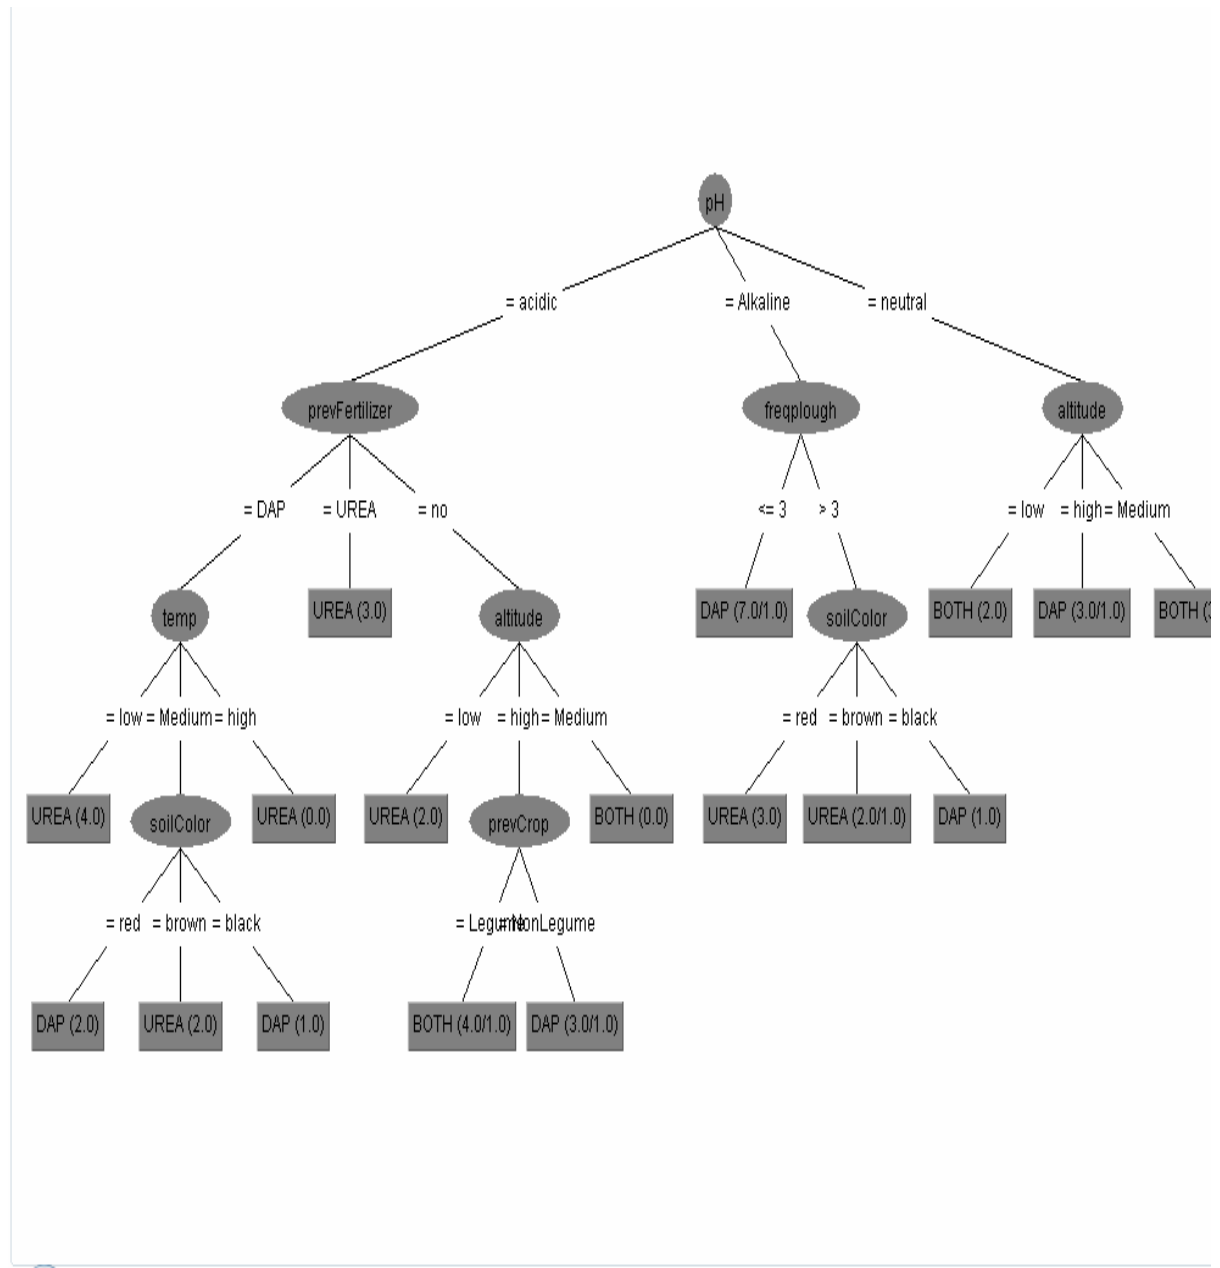 pH
= acidic = Alkaline = neutral
prevFertilizer freqplough altitude
= DAP = UREA = no <= 3 > 3 = low = high = Medium
temp UREA (3.0) altitude DAP (7.0/1.0) soilColor BOTH (2.0) DAP (3.0/1.0) BOTH (3
= low = Medium = high = low = high = Medium = red = brown = black
UREA (4.0) soilColor UREA (0.0) UREA (2.0) prevCrop BOTH (0.0) UREA (3.0) UREA (2.0/1.0) DAP (1.0)
= red = brown = black = Legume = NonLegume
DAP (2.0) UREA (2.0) DAP (1.0) BOTH (4.0/1.0) DAP (3.0/1.0)